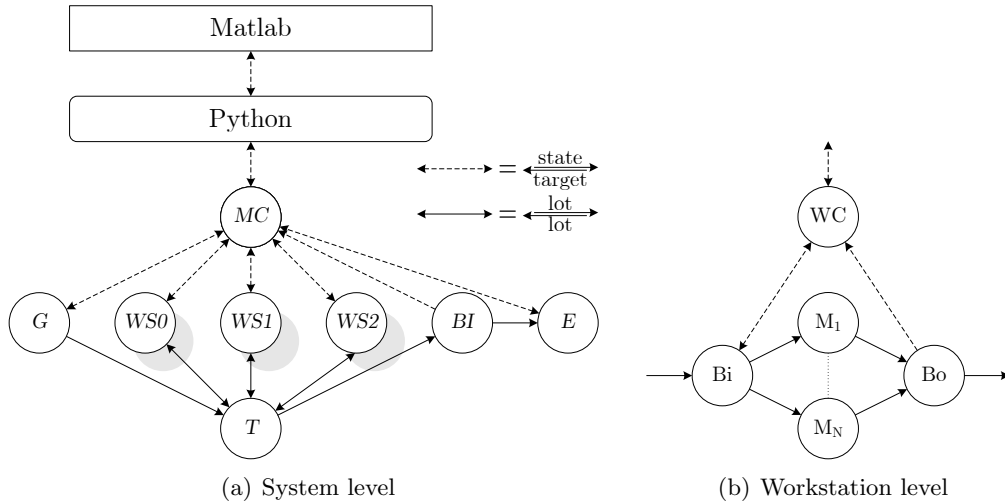 Matlab
Python
= state
target
= lot
lot
MC
WC
G WS0 WS1 WS2 BI E
M1
Bi Bo
T
MN
(a) System level
(b) Workstation level